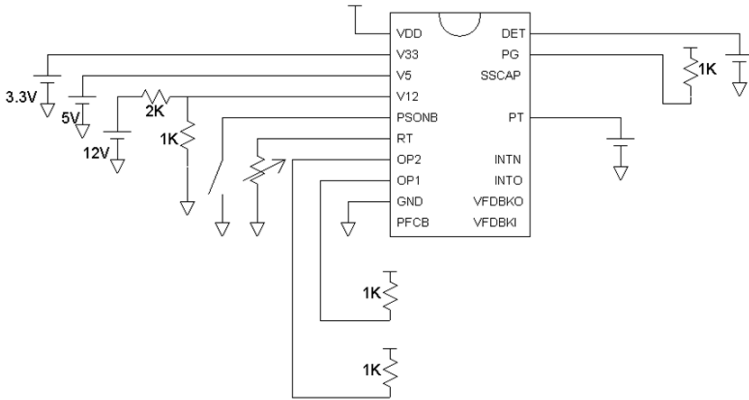 VDD DET
V33 PG 1K
V5 SSCAP
3.3V
V12
5V 2K
PSONB PT
12V 1K
RT
OP2 INTN
OP1 INTO
GND VFDBKO
PFCB VFDBKI
1K
1K